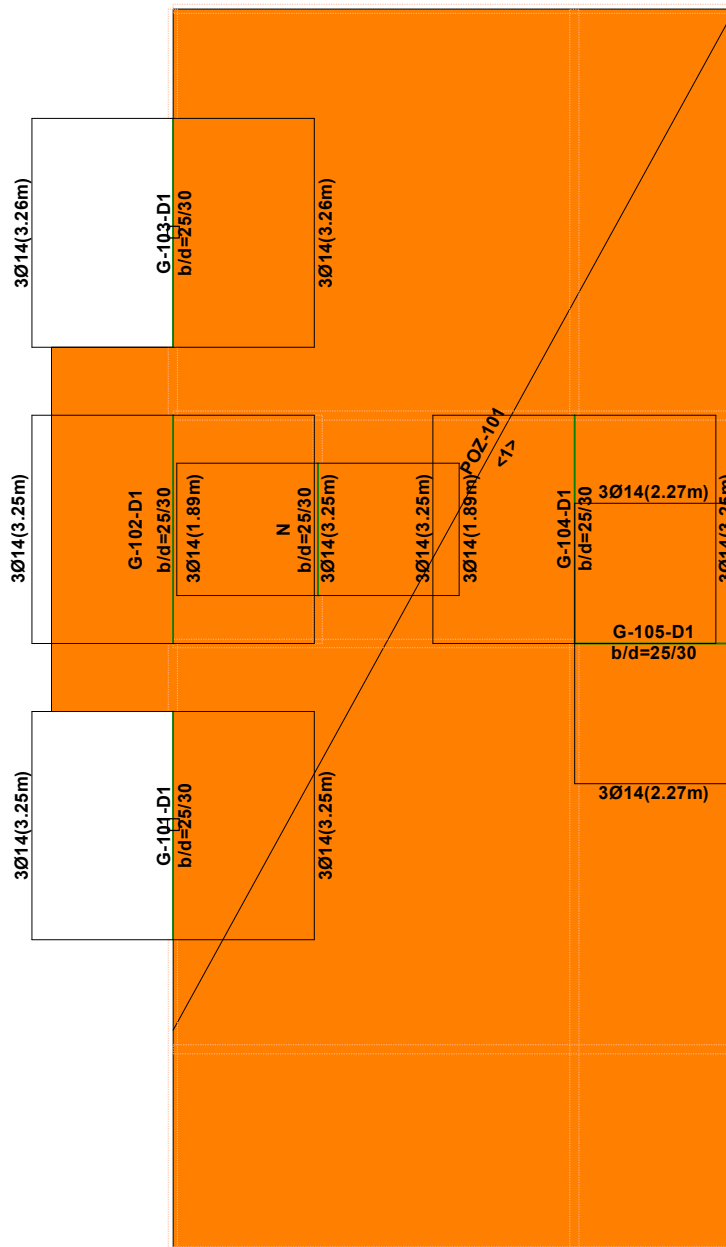 3Ø14(3.26m)
G-103-D1
b/d=25/30
3Ø14(3.26m)
3Ø14(3.25m)
G-102-D1
b/d=25/30
3Ø14(1.89m)
N
b/d=25/30
3Ø14(3.25m)
3Ø14(3.25m)
3Ø14(1.89m)
POZ-101
<1>
G-104-D1
b/d=25/30
3Ø14(2.27m)
3Ø14(3.25m)
G-105-D1
b/d=25/30
3Ø14(2.27m)
3Ø14(3.25m)
G-101-D1
b/d=25/30
3Ø14(3.25m)